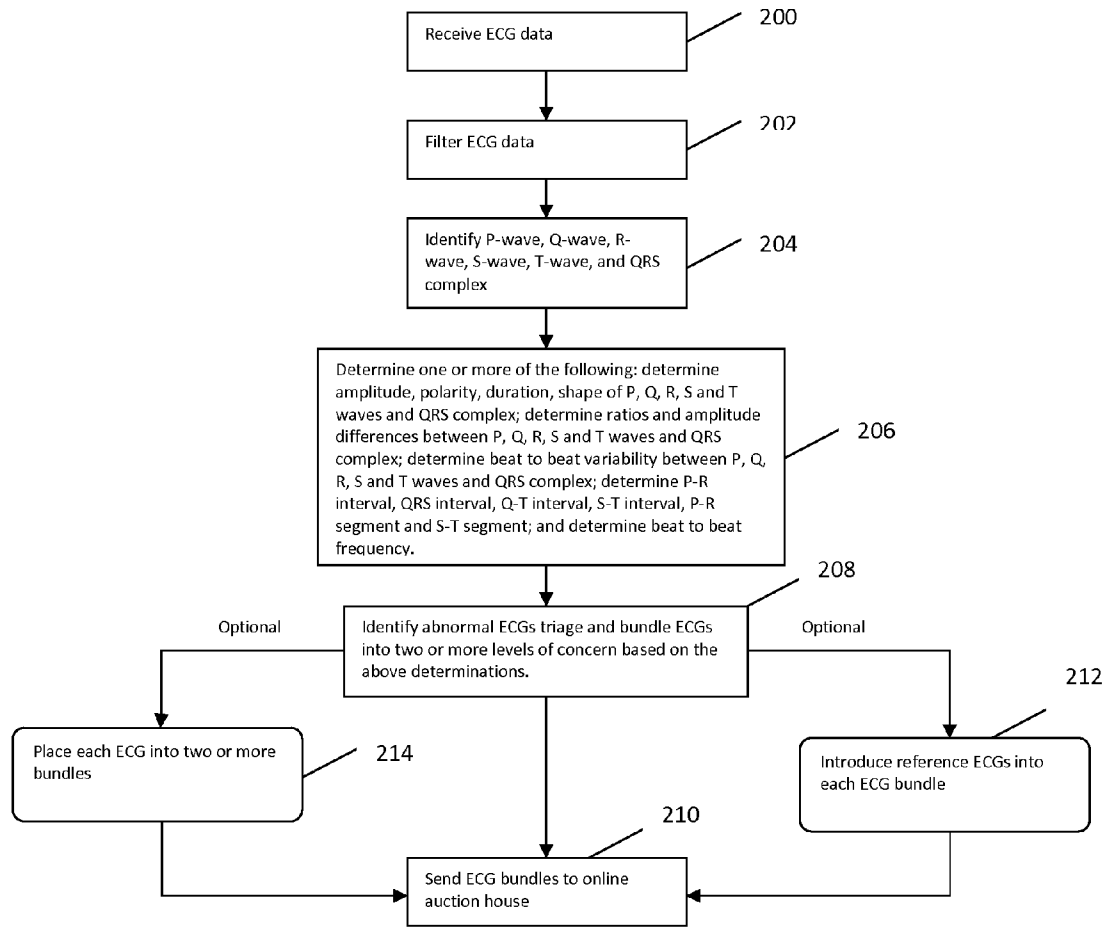 Receive ECG data
200
Filter ECG data
202
Identify P-wave, Q-wave, R-
wave, S-wave, T-wave, and QRS
complex
204
Determine one or more of the following: determine
amplitude, polarity, duration, shape of P, Q, R, S and T
waves and QRS complex; determine ratios and amplitude
differences between P, Q, R, S and T waves and QRS
complex; determine beat to beat variability between P, Q,
R, S and T waves and QRS complex; determine P-R
interval, QRS interval, Q-T interval, S-T interval, P-R
segment and S-T segment; and determine beat to beat
frequency.
206
208
Optional
Identify abnormal ECGs triage and bundle ECGs
into two or more levels of concern based on the
above determinations.
Optional
212
Place each ECG into two or more
bundles
214
Introduce reference ECGs into
each ECG bundle
210
Send ECG bundles to online
auction house